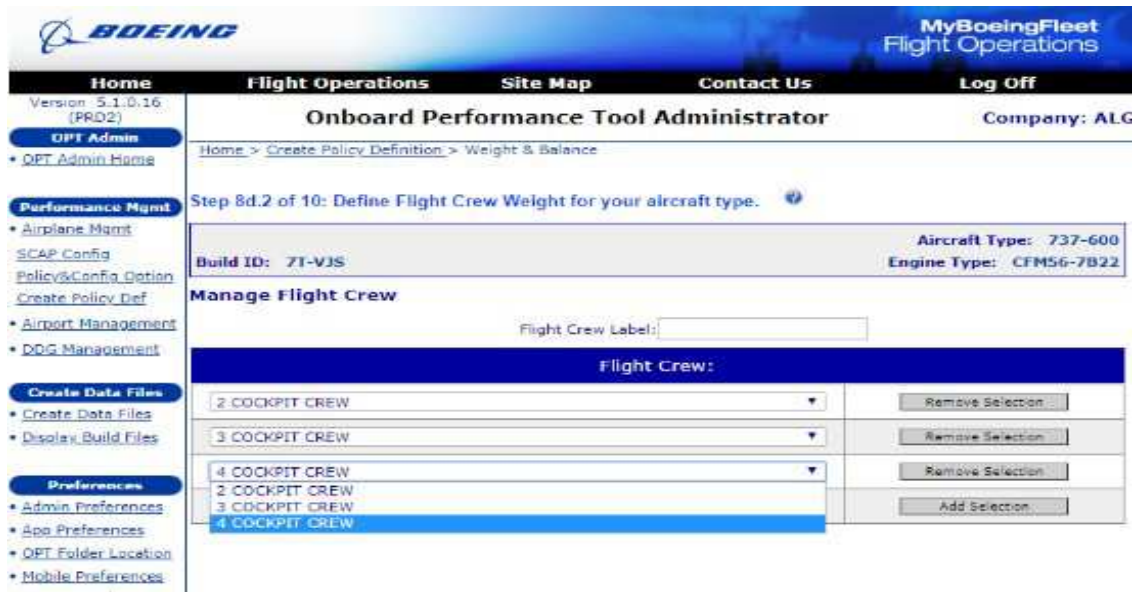 BOEING
MyBoeingFleet
Flight Operations
Home Flight Operations Site Map Contact Us Log Off
Version 5.1.0.16
(PRO2)
OPT Admin
• OPT Admin Home
Performance Mgmt
• Airplane Mgmt
SCAP Config
Policy&Config Option
Create Policy Def
• Airport Management
• DDG Management
Create Data Files
• Create Data Files
• Display Build Files
Preferences
• Admin Preferences
• App Preferences
• OPT Folder Location
• Mobile Preferences
Onboard Performance Tool Administrator
Company: ALG
Home > Create Policy Definition > Weight & Balance
Step 8d.2 of 10: Define Flight Crew Weight for your aircraft type.
Aircraft Type: 737-600
Build ID: 7T-VJS Engine Type: CFM56-7B22
Manage Flight Crew
Flight Crew Label:
Flight Crew:
2 COCKPIT CREW Remove Selection
3 COCKPIT CREW Remove Selection
4 COCKPIT CREW Remove Selection
2 COCKPIT CREW
3 COCKPIT CREW Add Selection
4 COCKPIT CREW